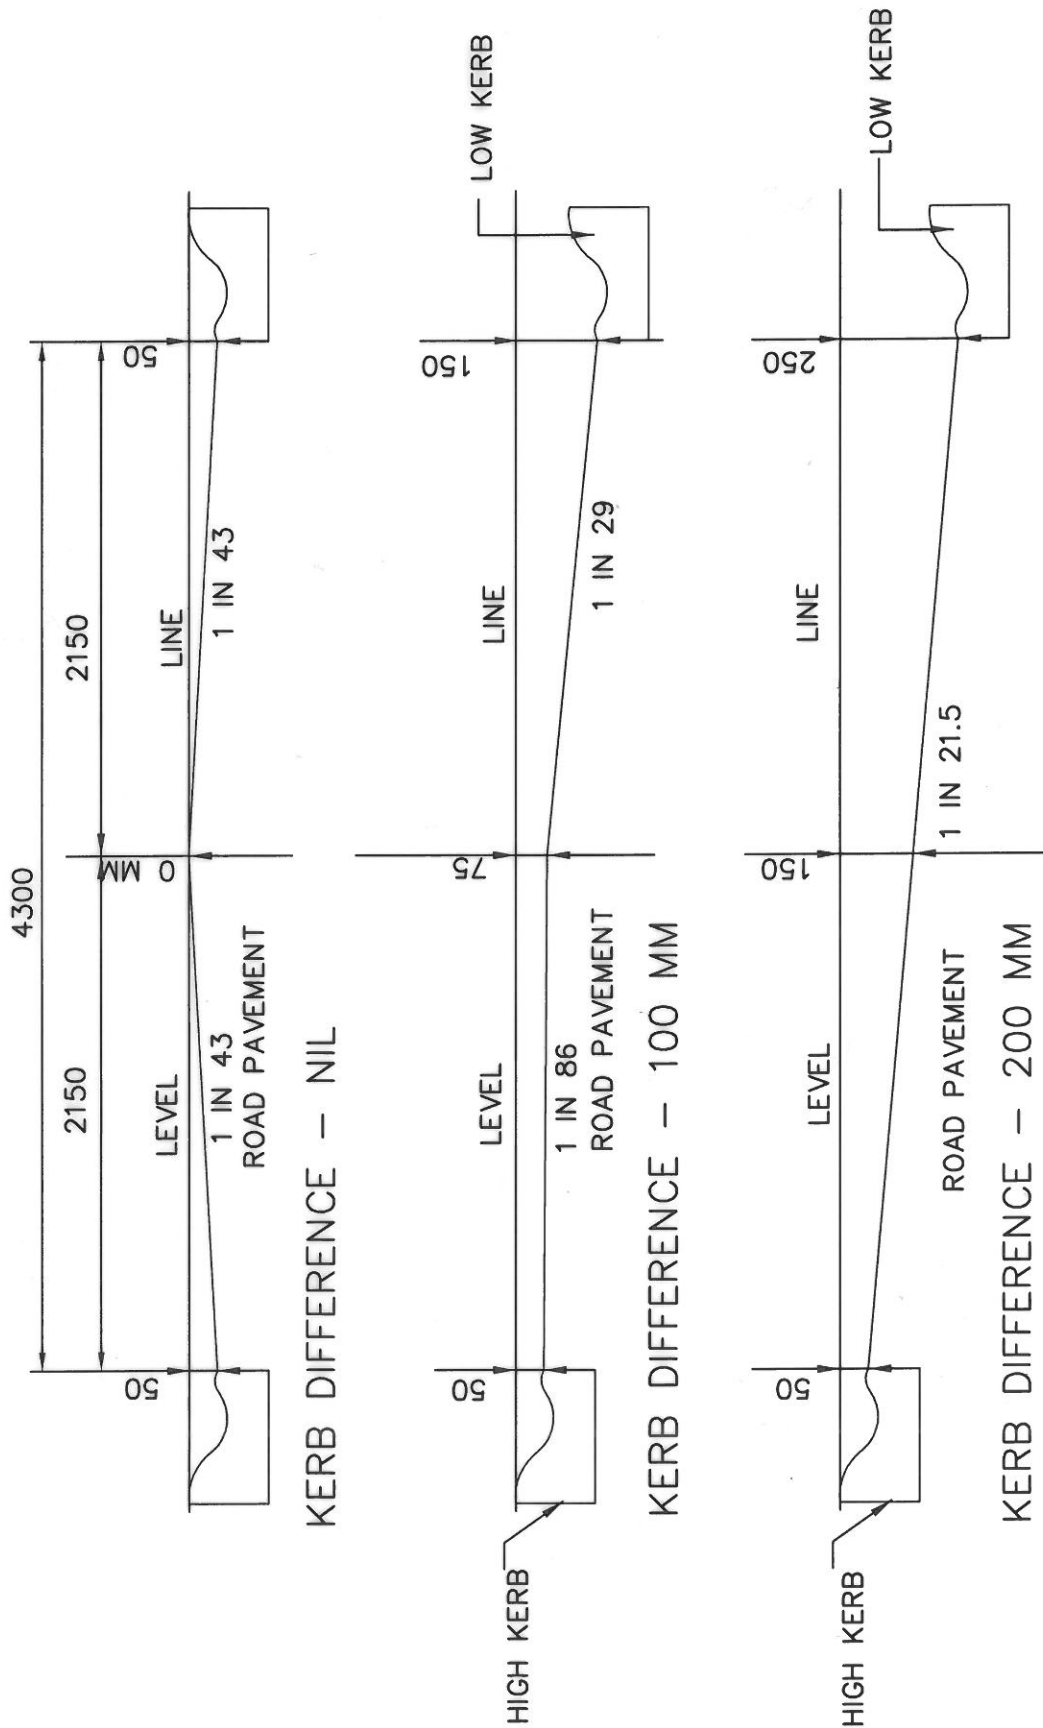 4300
2150
2150
50
0 MM
50
LEVEL
LINE
1 IN 43
1 IN 43
ROAD PAVEMENT
KERB DIFFERENCE - NIL
HIGH KERB
50
75
150
LOW KERB
LEVEL
LINE
1 IN 86
1 IN 29
ROAD PAVEMENT
KERB DIFFERENCE - 100 MM
HIGH KERB
50
150
250
LOW KERB
LEVEL
LINE
1 IN 21.5
ROAD PAVEMENT
KERB DIFFERENCE - 200 MM